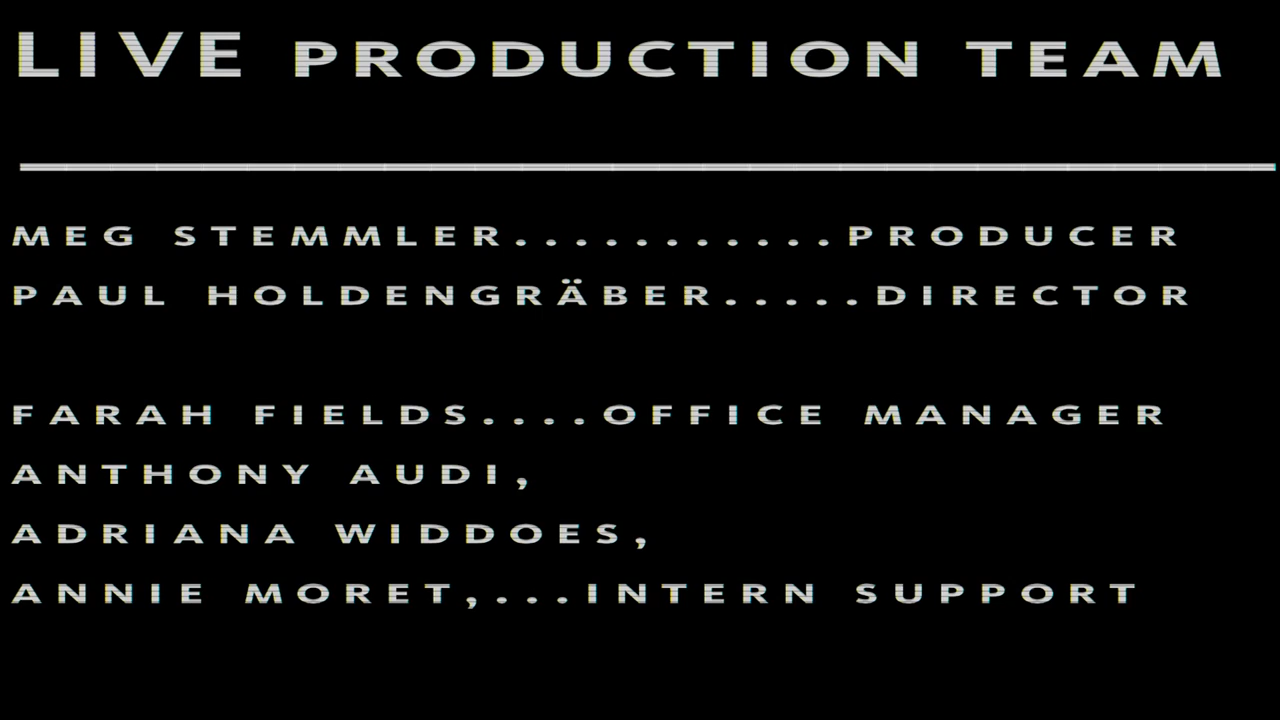 LIVE PRODUCTION TEAM
MEG STEMMLER...........PRODUCER
PAUL HOLDENGRÄBER.....DIRECTOR
FARAH FIELDS....OFFICE MANAGER
ANTHONY AUDI,
ADRIANA WIDDOES,
ANNIE MORET,...INTERN SUPPORT